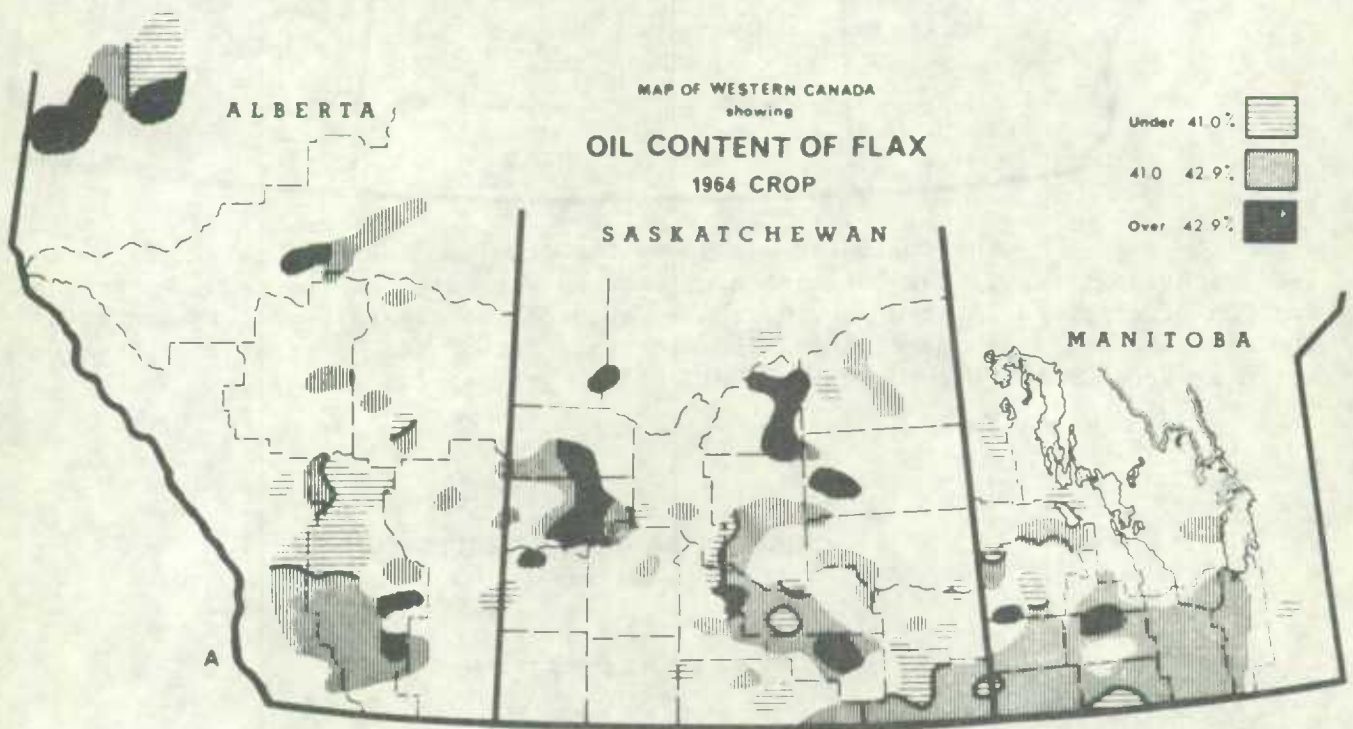 MAP OF WESTERN CANADA
showing
OIL CONTENT OF FLAX
1964 CROP
ALBERTA
SASKATCHEWAN
MANITOBA
Under 41.0%
41.0 42.9%
Over 42.9%
A